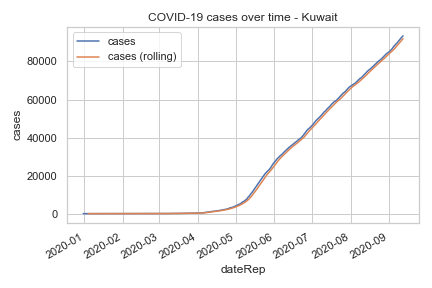 COVID-19 cases over time - Kuwait
cases
cases (rolling)
80000
60000
40000
20000
0
cases
2020-01
2020-02
2020-03
2020-04
2020-05
2020-06
2020-07
2020-08
2020-09
dateRep